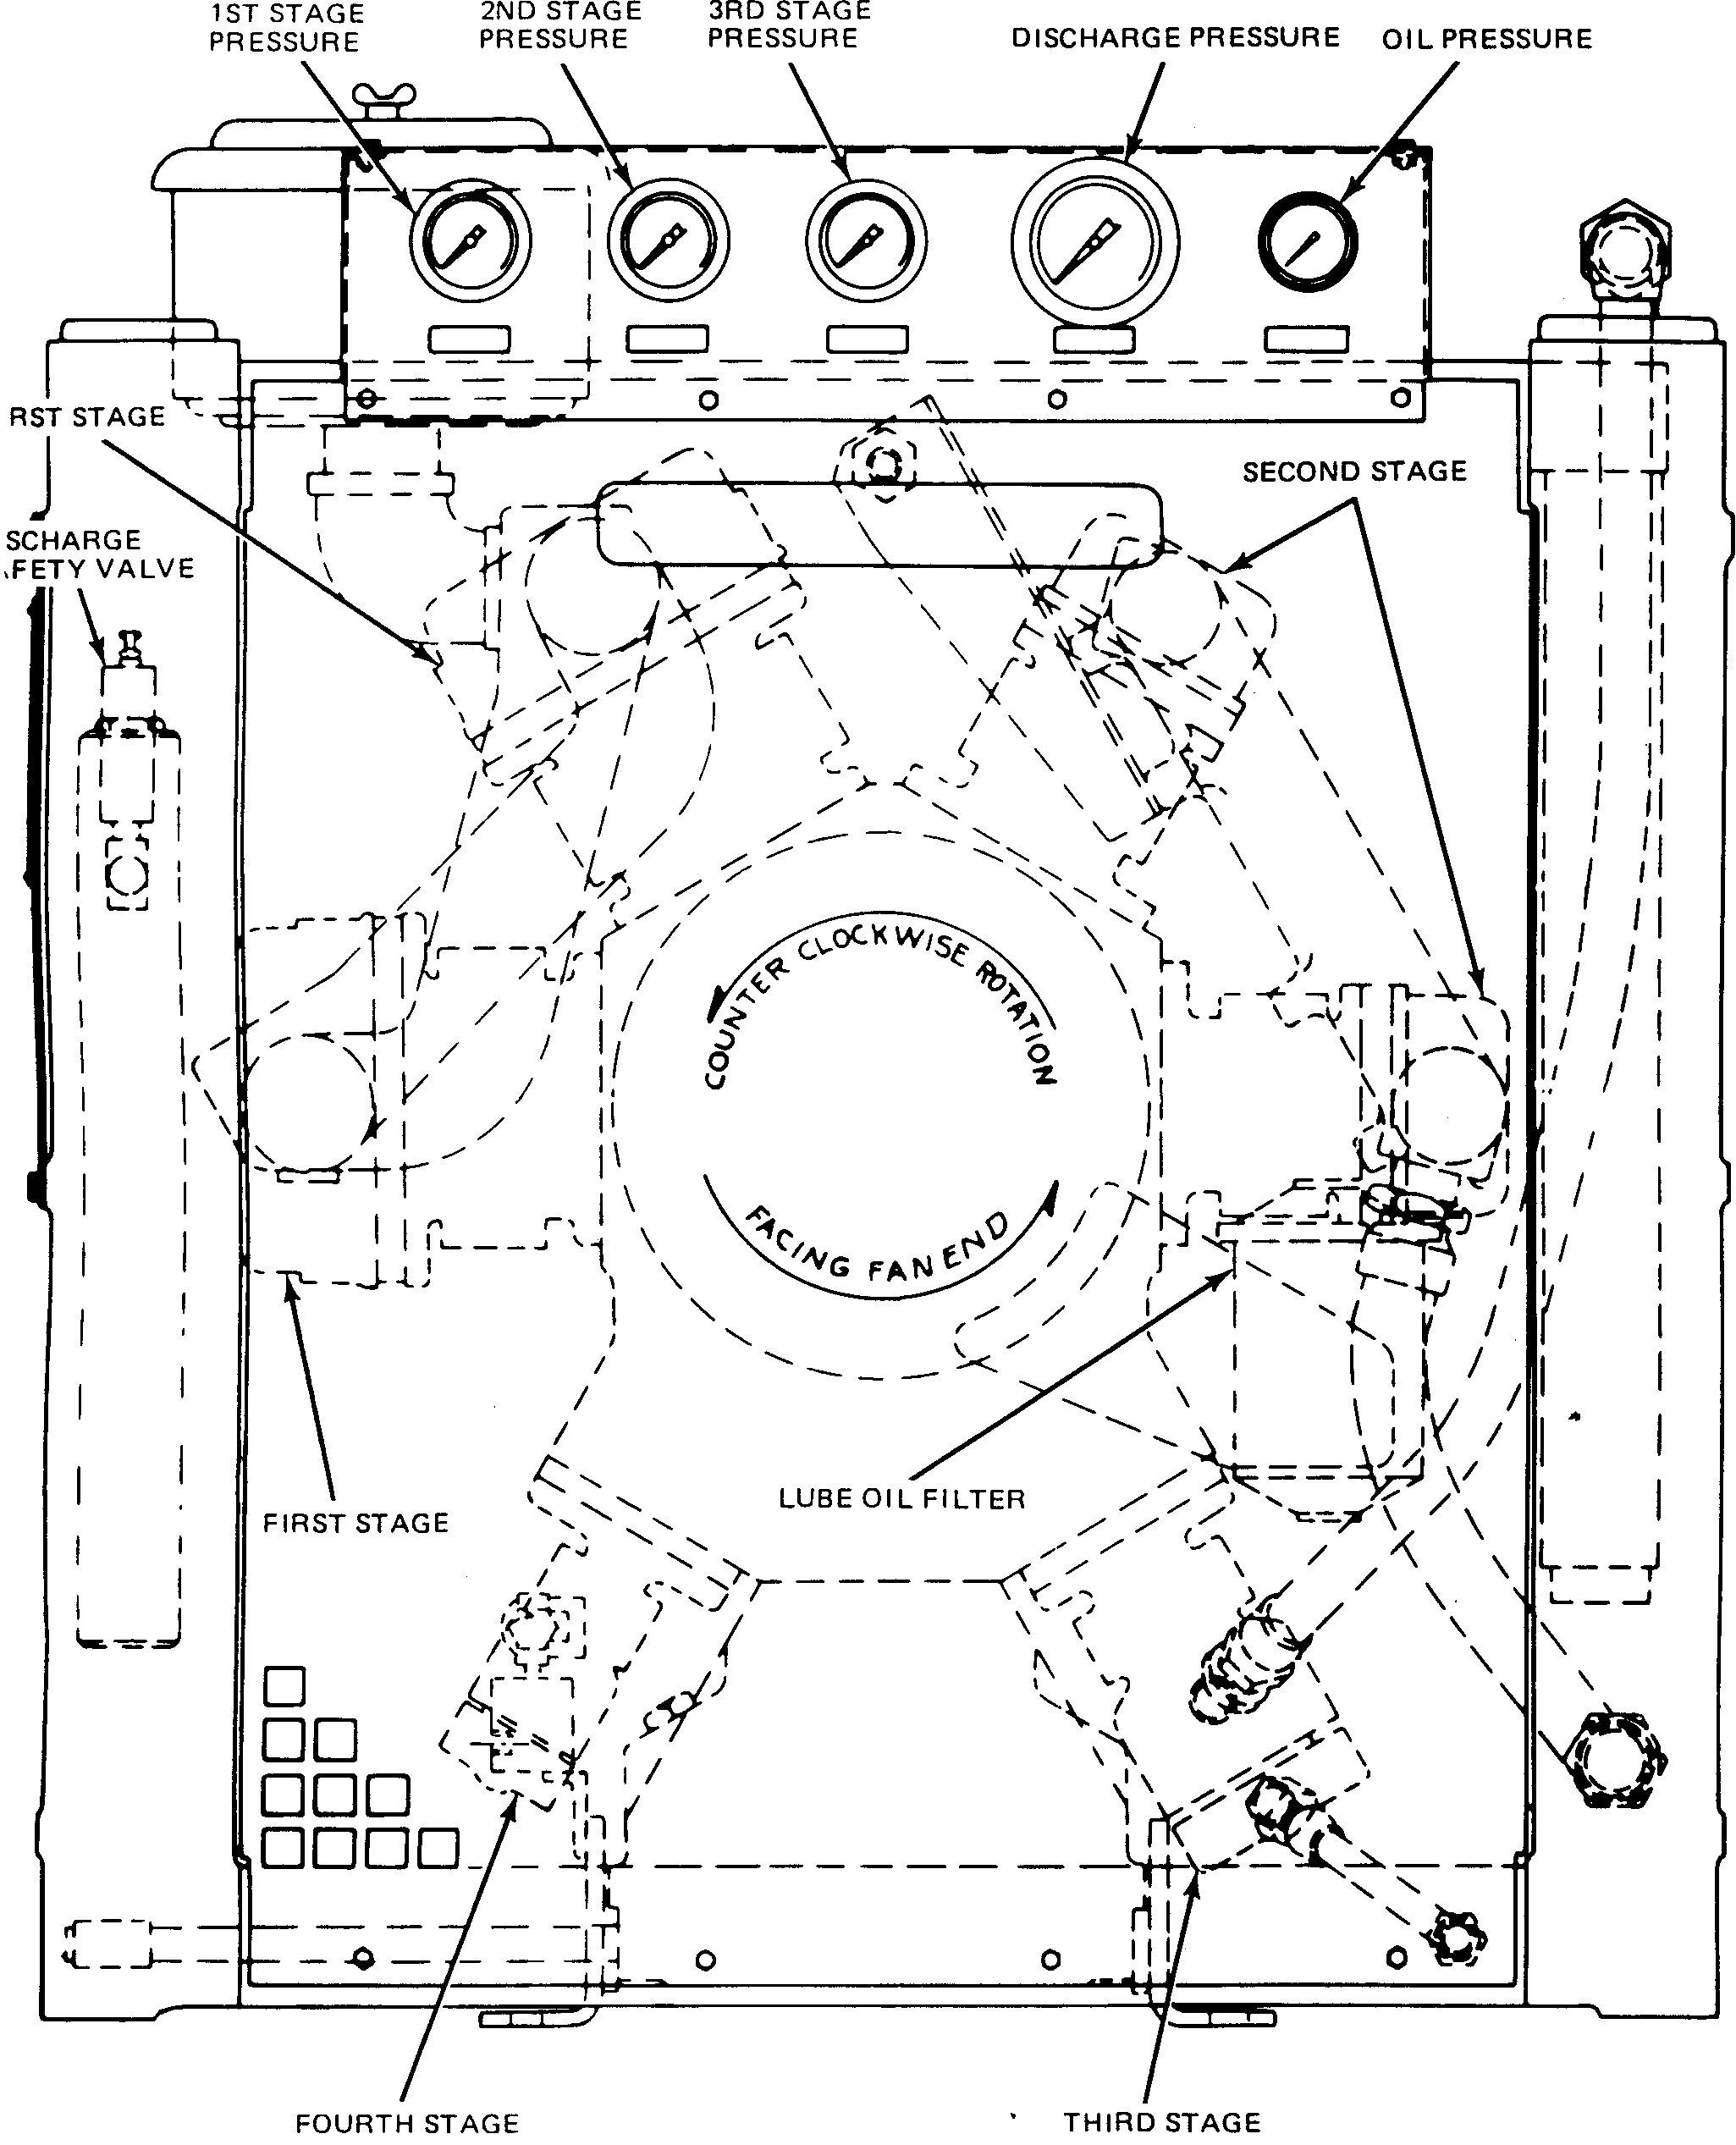 1ST STAGE
PRESSURE
2ND STAGE
PRESSURE
3RD STAGE
PRESSURE
DISCHARGE PRESSURE
OIL PRESSURE
RST STAGE
SECOND STAGE
SCHARGE
FETY VALVE
COUNTER CLOCKWISE ROTATION
FACING FAN END
LUBE OIL FILTER
FIRST STAGE
FOURTH STAGE
THIRD STAGE